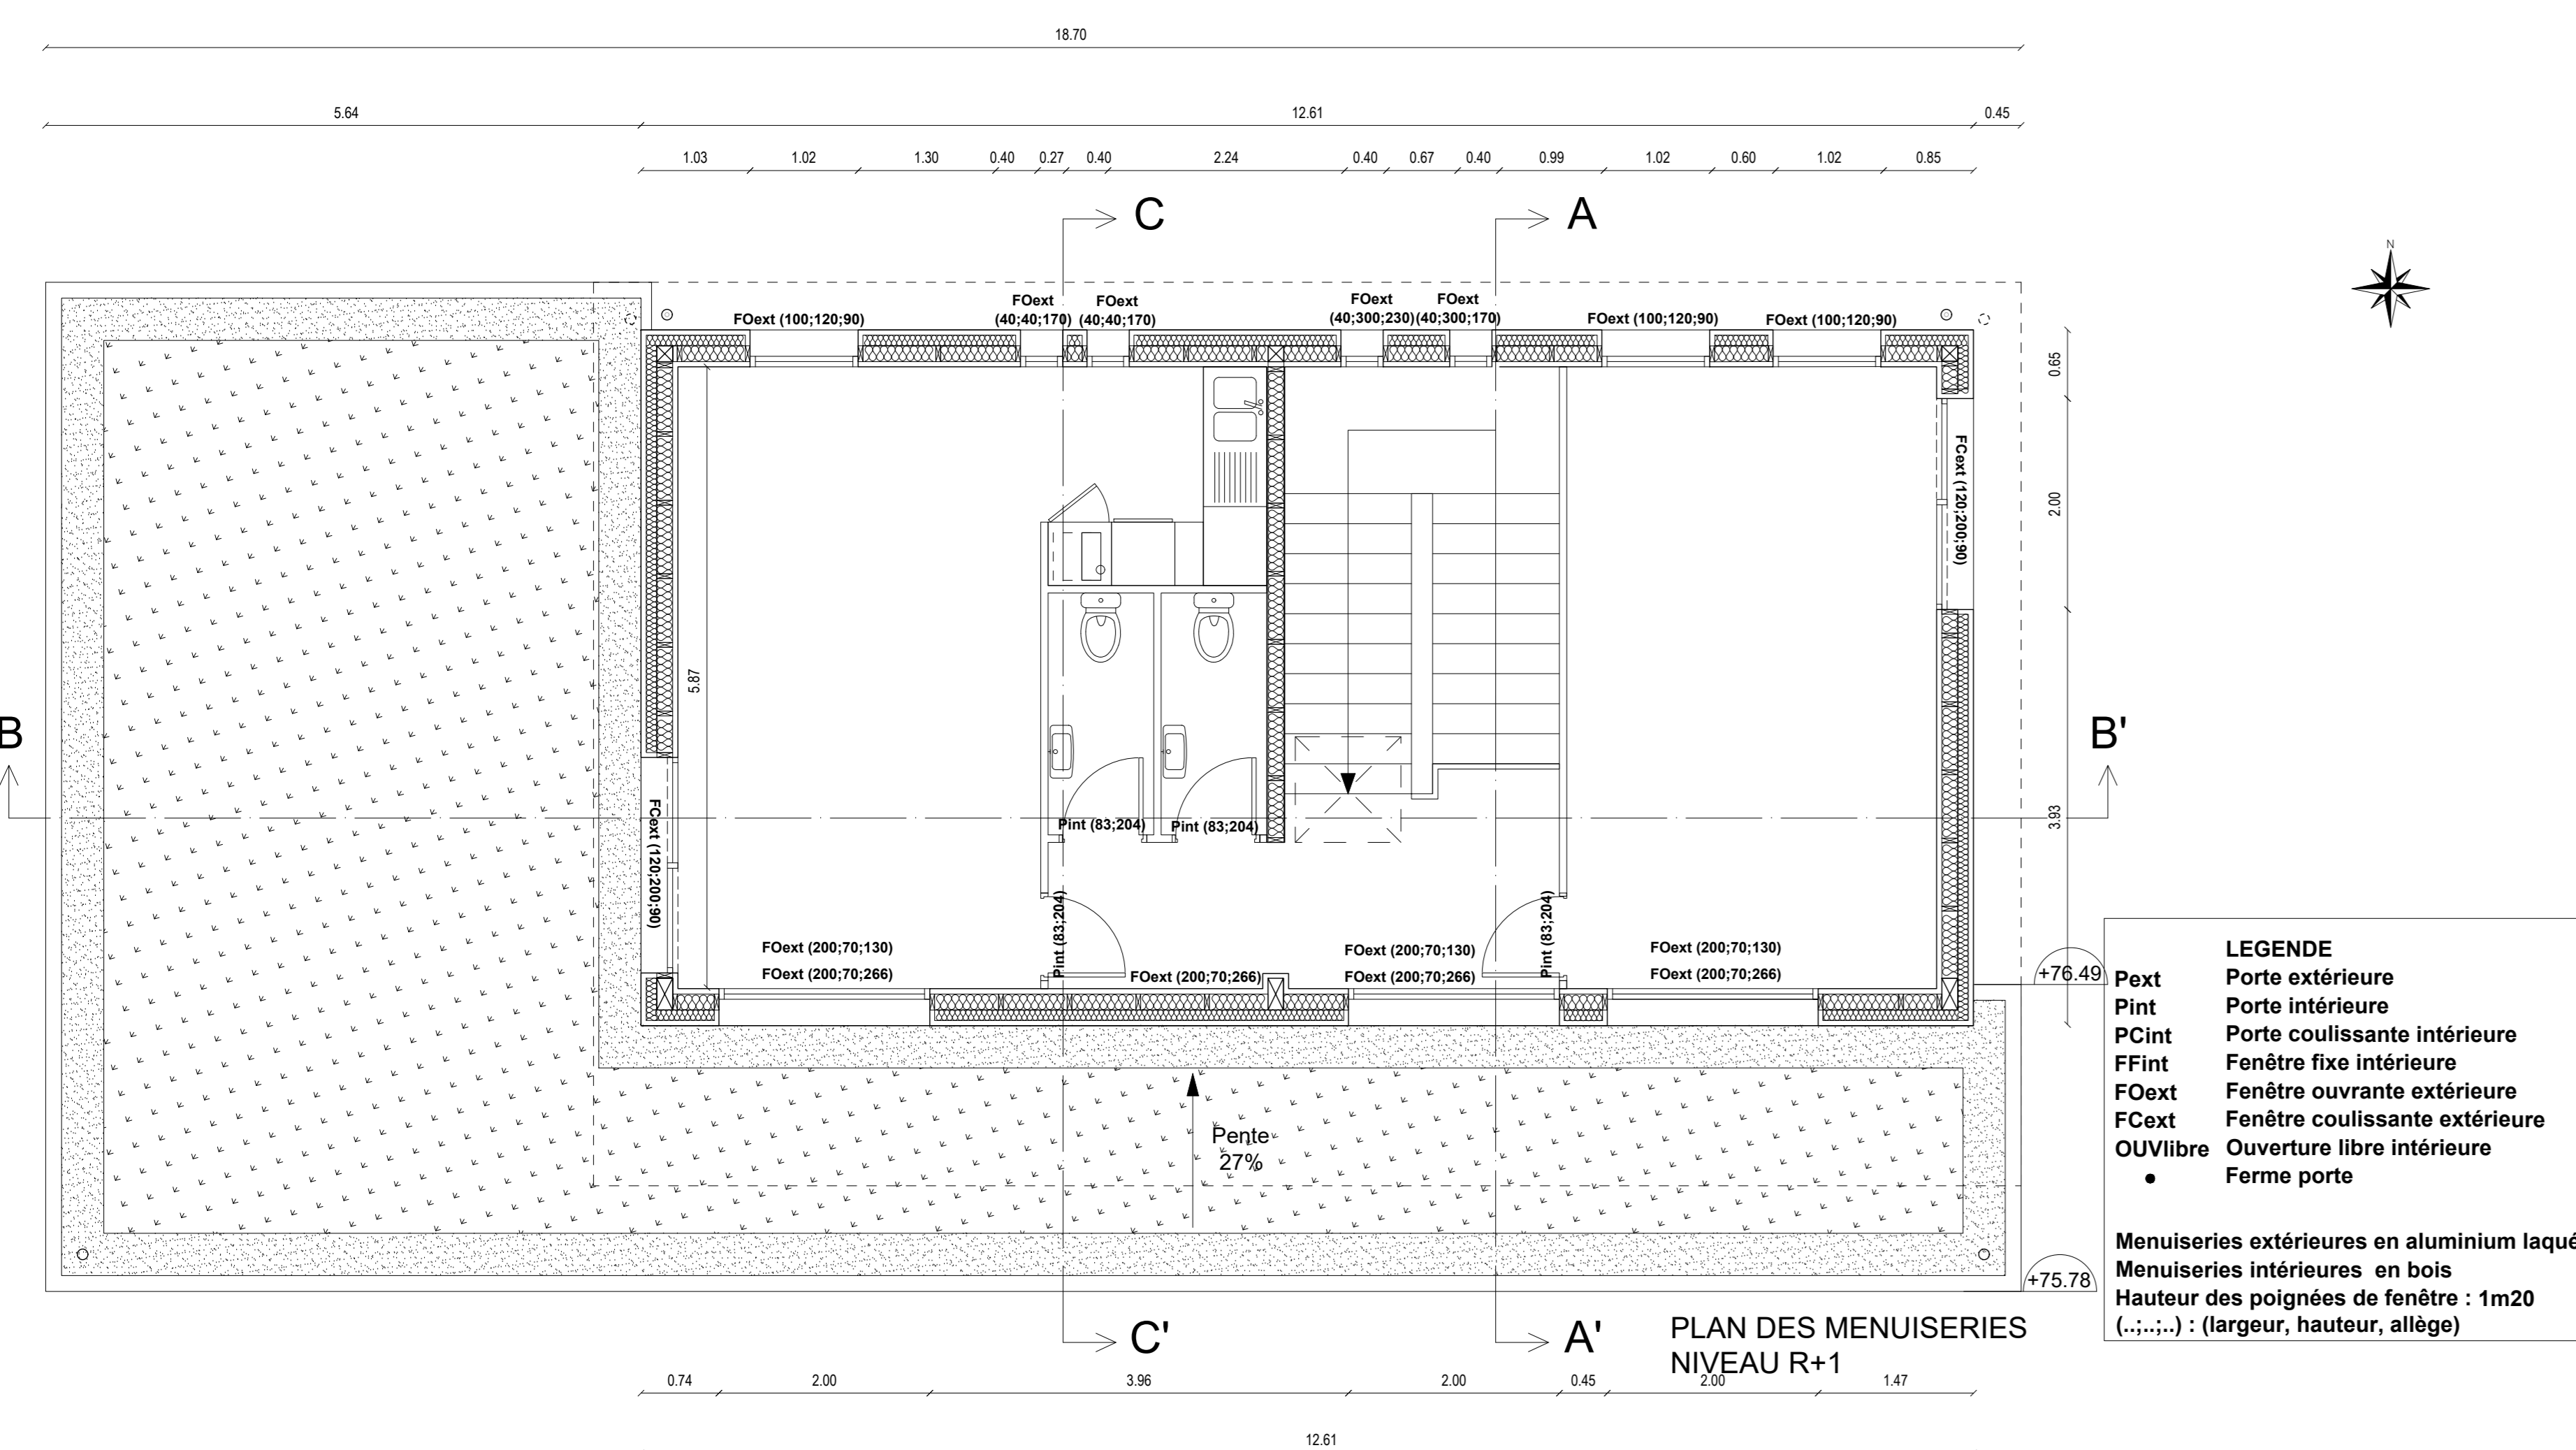 18.70
5.64
12.61
0.45
1.03
1.02
1.30
0.40
0.27
0.40
2.24
0.40
0.67
0.40
0.99
1.02
0.60
1.02
0.85
C
A
N
FOext (100;120;90)
FOext
(40;40;170)
FOext
(40;40;170)
FOext
(40;300;230)
FOext
(40;300;170)
FOext (100;120;90)
FOext (100;120;90)
0.65
FCext (120;200;90)
2.00
5.87
B
B'
3.93
FCext (120;200;90)
Pint (83;204)
Pint (83;204)
Pint (83;204)
Pint (83;204)
FOext (200;70;130)
FOext (200;70;266)
FOext (200;70;266)
FOext (200;70;130)
FOext (200;70;266)
FOext (200;70;130)
FOext (200;70;266)
+76.49
LEGENDE
Pext Porte extérieure
Pint Porte intérieure
PCint Porte coulissante intérieure
FFint Fenêtre fixe intérieure
FOext Fenêtre ouvrante extérieure
FCext Fenêtre coulissante extérieure
OUVlibre Ouverture libre intérieure
Ferme porte
Menuiseries extérieures en aluminium laqué
Menuiseries intérieures en bois
Hauteur des poignées de fenêtre : 1m20
(..;..;..) : (largeur, hauteur, allège)
Pente
27%
+75.78
C'
A'
PLAN DES MENUISERIES
NIVEAU R+1
0.74
2.00
3.96
2.00
0.45
2.00
1.47
12.61